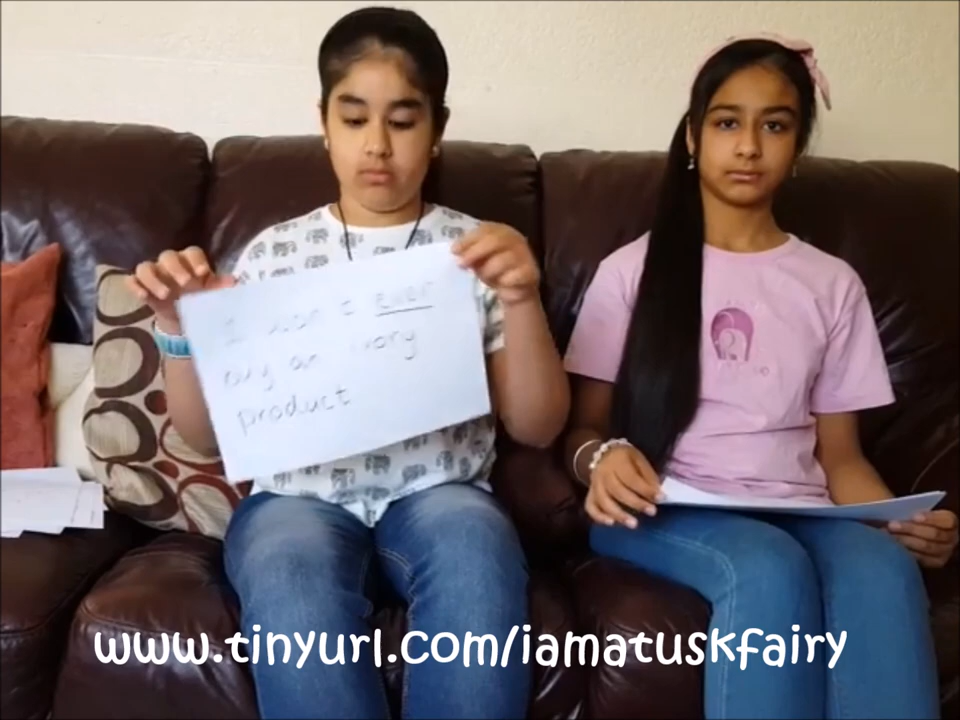 I won't ever
buy an ivory
product
www.tinyurl.com/iamatuskfairy